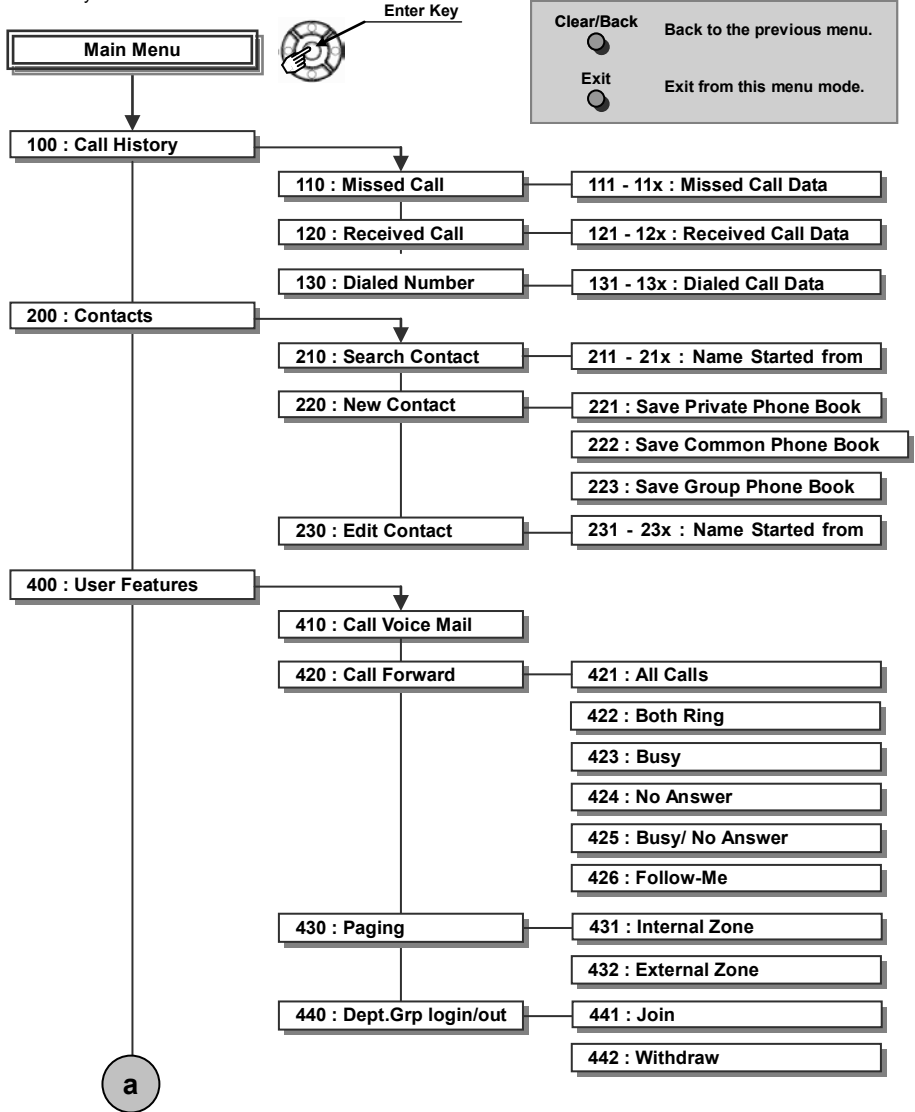 Enter Key
Main Menu
Clear/Back
Back to the previous menu.
Exit
Exit from this menu mode.
100 : Call History
110 : Missed Call
111 - 11x : Missed Call Data
120 : Received Call
121 - 12x : Received Call Data
130 : Dialed Number
131 - 13x : Dialed Call Data
200 : Contacts
210 : Search Contact
211 - 21x : Name Started from
220 : New Contact
221 : Save Private Phone Book
222 : Save Common Phone Book
223 : Save Group Phone Book
230 : Edit Contact
231 - 23x : Name Started from
400 : User Features
410 : Call Voice Mail
420 : Call Forward
421 : All Calls
422 : Both Ring
423 : Busy
424 : No Answer
425 : Busy/ No Answer
426 : Follow-Me
430 : Paging
431 : Internal Zone
432 : External Zone
440 : Dept.Grp login/out
441 : Join
442 : Withdraw
a